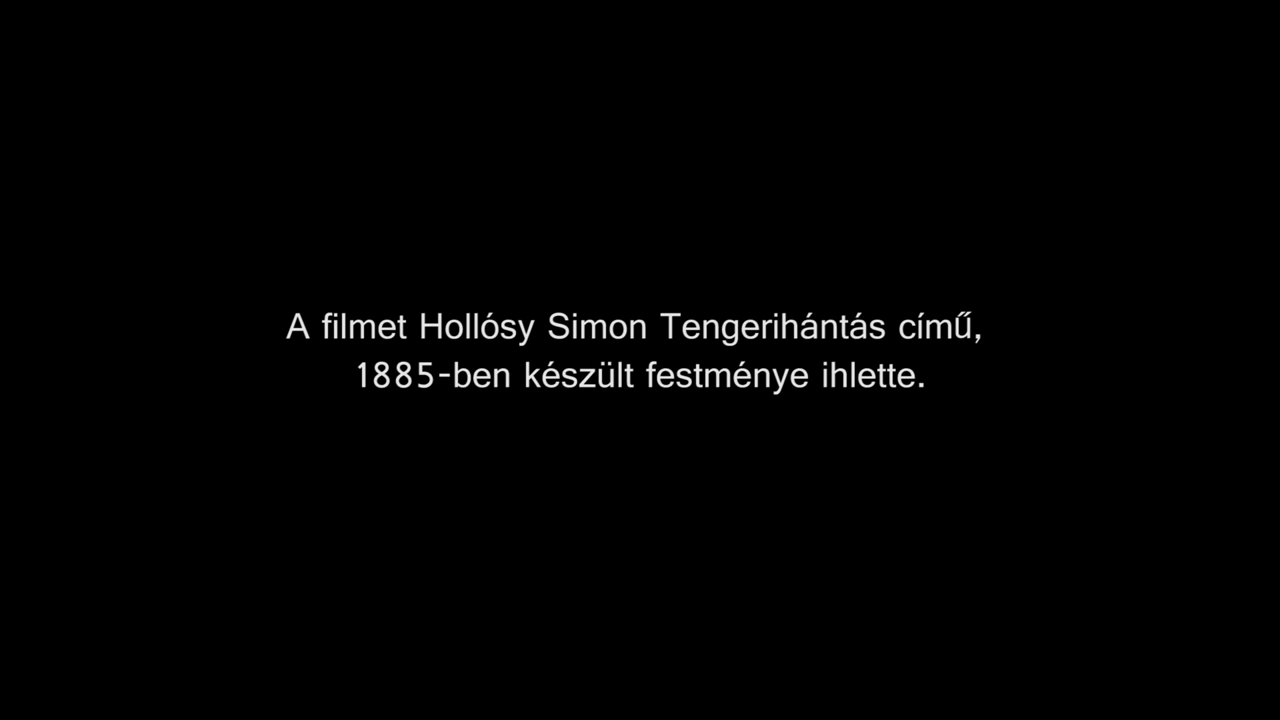 A filmet Hollósy Simon Tengerihántás című,
1885-ben készült festménye ihlette.